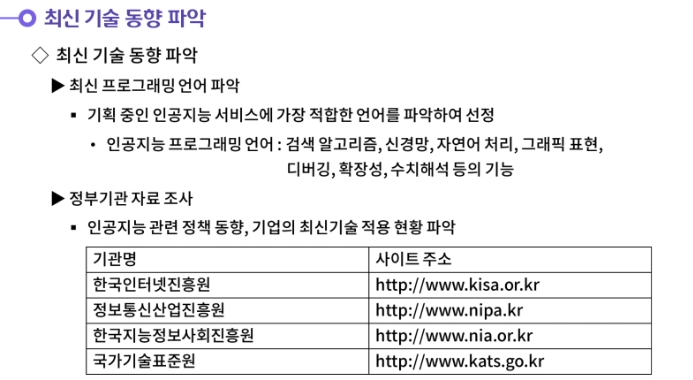 최신 기술 동향 파악
◇ 최신 기술 동향 파악
▶ 최신 프로그래밍 언어 파악
▪ 기획 중인 인공지능 서비스에 가장 적합한 언어를 파악하여 선정
• 인공지능 프로그래밍 언어 : 검색 알고리즘, 신경망, 자연어 처리, 그래픽 표현,
디버깅, 확장성, 수치해석 등의 기능
▶ 정부기관 자료 조사
▪ 인공지능 관련 정책 동향, 기업의 최신기술 적용 현황 파악
기관명 사이트 주소
한국인터넷진흥원 http://www.kisa.or.kr
정보통신산업진흥원 http://www.nipa.kr
한국지능정보사회진흥원 http://www.nia.or.kr
국가기술표준원 http://www.kats.go.kr